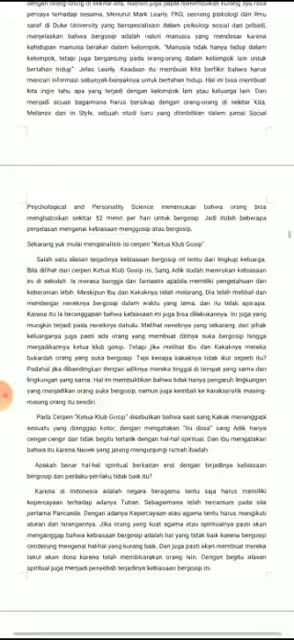 dengan orang-orang di sekitar kita. Namun juga dapat menimbulkan kurang nya rasa
percaya terhadap sesama. Menurut Mark Learly, PhD, seorang psikologi dan ilmu
saraf di Duke University yang berspesialisasi dalam psikologi sosial dan pribadi,
menjelaskan bahwa bergosip adalah naluri manusia yang mendasar karena
kehidupan manusia berakar dalam kelompok. "Manusia tidak hanya hidup dalam
kelompok, tetapi juga bergantung pada orang-orang dalam kelompok lain untuk
bertahan hidup" Jelas Learly. Keadaan itu membuat kita berfikir bahwa harus
mencari informasi sebanyak-banyaknya untuk bertahan hidup. Hal ini bisa membuat
kita ingin tahu apa yang terjadi dengan kelompok lain atau keluarga lain. Dan
menjadi acuan bagaimana harus bersikap dengan orang-orang di sekitar kita.
Melansir dari In Style, sebuah studi baru yang diterbitkan dalam jurnal Social
Psychological and Personality Science menemukan bahwa orang bisa
menghabiskan sekitar 52 menit per hari untuk bergosip. Jadi itulah beberapa
penjelasan mengenai kebiasaan menggosip atau bergosip.
Sekarang yuk mulai menganalisis isi cerpen "Ketua Klub Gosip".
Salah satu alasan terjadinya kebiasaan bergosip ini tentu dari lingkup keluarga.
Bila dilihat dari cerpen Ketua Klub Gosip ini, Sang Adik sudah menirukan kebiasaan
ini di sekolah. Ia merasa bangga dan fantastis apabila memiliki pengetahuan dan
keberanian lebih. Meskipun Ibu dan Kakaknya telah melarang, Dia telah melihat dan
mendengar neneknya bergosip dalam waktu yang lama, dan itu tidak apa-apa.
Karena itu Ia beranggapan bahwa kebiasaan ini juga bisa dilakukannya. Ini juga yang
mungkin terjadi pada neneknya dahulu. Melihat neneknya yang sekarang, dari pihak
keluarganya juga pasti ada orang yang membuat dirinya suka bergosip hingga
menjadikannya ketua klub gosip. Tetapi jika melihat Ibu dan Kakaknya mereka
bukanlah orang yang suka bergosip. Tapi kenapa kakaknya tidak ikut seperti itu?
Padahal jika dibandingkan dengan adiknya mereka tinggal di tempat yang sama dan
lingkungan yang sama. Hal ini membuktikan bahwa tidak hanya pengaruh lingkungan
yang menjadikan orang suka bergosip, namun juga kembali ke karakteristik masing-
masing orang itu sendiri.
Pada Cerpen "Ketua Klub Gosip" disebutkan bahwa saat sang Kakak menanggapi
sesuatu yang dianggap kotor, dengan mengatakan "Itu dosa" sang Adik hanya
cengar-cengir dan tidak begitu tertarik dengan hal-hal spiritual. Dan Ibu mengatakan
bahwa karena Nenek yang jarang mengunjungi rumah ibadah.
Apakah benar hal-hal spiritual berkaitan erat dengan terjadinya kebiasaan
bergosip dan perilaku-perilaku tidak baik itu?
Karena di Indonesia adalah negara beragama tentu saja harus memiliki
kepercayaan terhadap adanya Tuhan. Sebagaimana telah tercantum pada sila
pertama Pancasila. Dengan adanya Kepercayaan atau agama tentu harus mengikuti
aturan dan larangannya. Jika orang yang kuat agama atau spiritualnya pasti akan
menganggap bahwa kebiasaan bergosip adalah hal yang tidak baik karena bergosip
cenderung mengenai hal-hal yang kurang baik. Dan juga pasti akan membuat mereka
takut akan dosa karena telah membicarakan orang lain. Dengan begitu alasan
spiritual juga menjadi penyebab terjadinya kebiasaan bergosip ini.